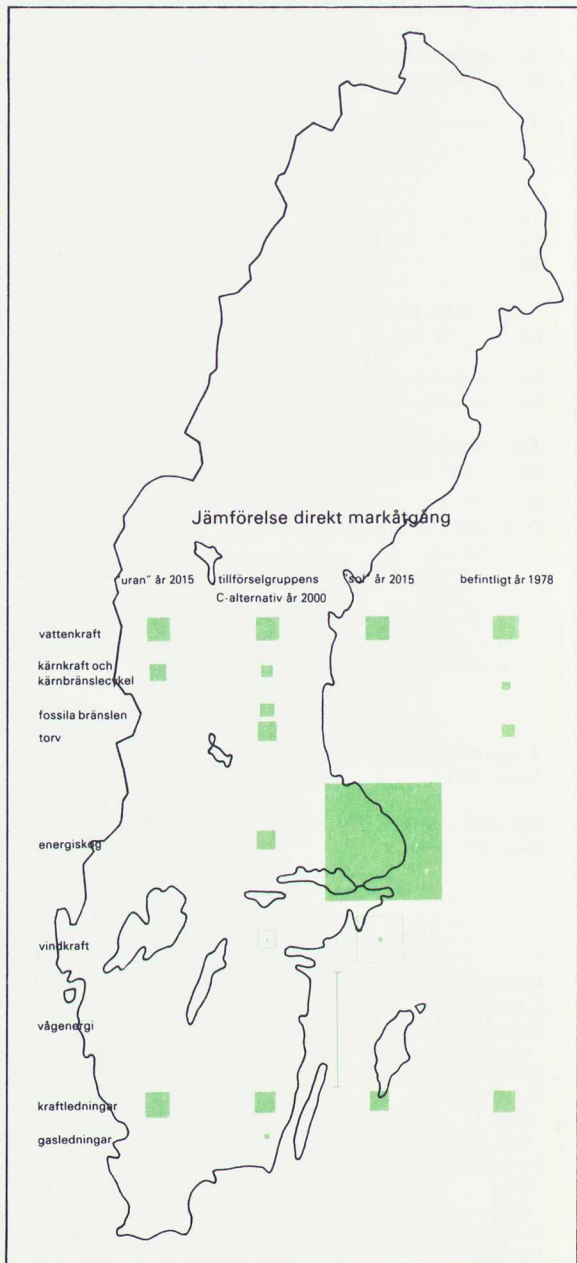 Jämförelse direkt markåtgång
"uran" år 2015
tillförselgruppens
C-alternativ år 2000
"sol" år 2015
befintligt år 1978
vattenkraft
kärnkraft och
kärnbränslecykel
fossila bränslen
torv
energiskog
vindkraft
vågenergi
kraftledningar
gasledningar